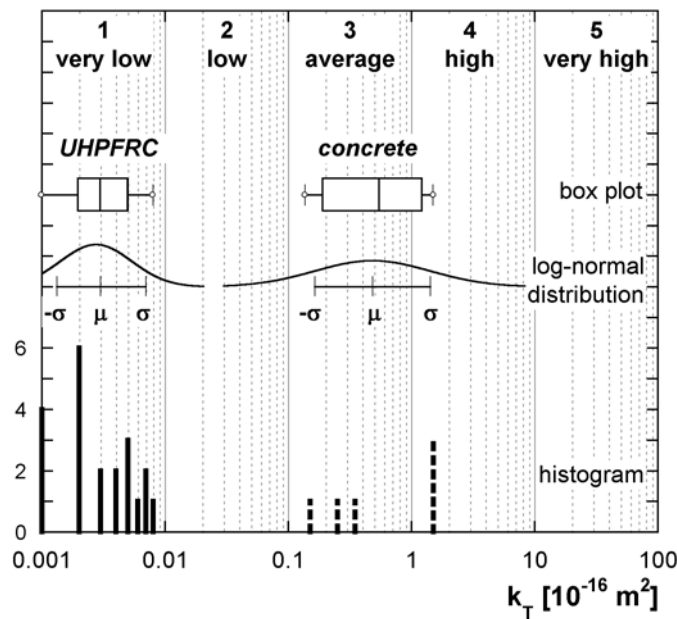 1 2 3 4 5
very low low average high very high
UHPFRC concrete
box plot
log-normal
distribution
-σ μ σ -σ μ σ
6
4
histogram
2
0
0.001 0.01 0.1 1 10 100
k_T [10^-16 m^2]